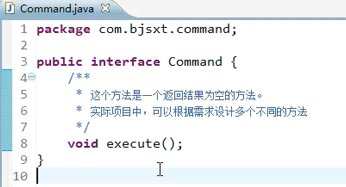 Command.java
1 package com.bjsxt.command;
2
3 public interface Command {
4 /**
5 * 这个方法是一个返回结果为空的方法。
6 * 实际项目中，可以根据需求设计多个不同的方法
7 */
8 void execute();
9 }
10